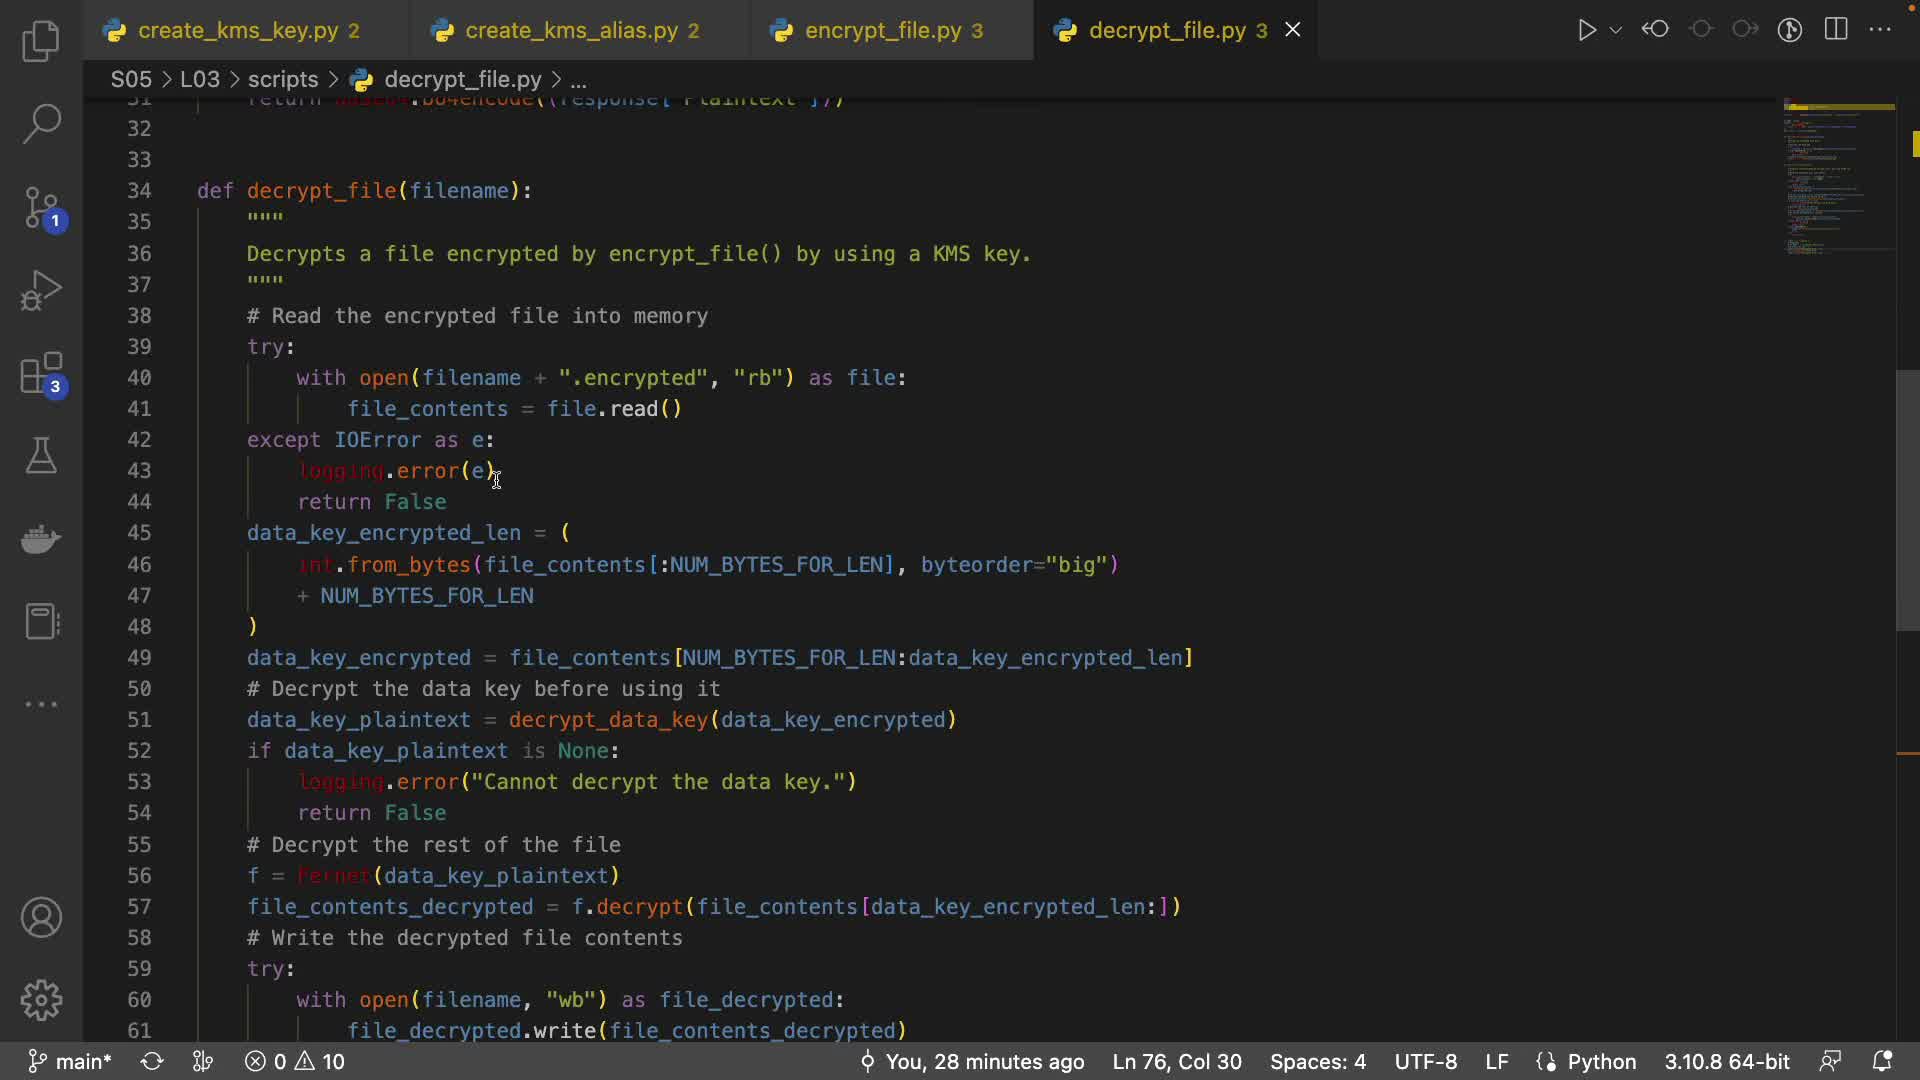 create_kms_key.py 2
create_kms_alias.py 2
encrypt_file.py 3
decrypt_file.py 3
S05 > L03 > scripts > decrypt_file.py > ...
32
33
34 def decrypt_file(filename):
35 """
36 Decrypts a file encrypted by encrypt_file() by using a KMS key.
37 """
38 # Read the encrypted file into memory
39 try:
40 with open(filename + ".encrypted", "rb") as file:
41 file_contents = file.read()
42 except IOError as e:
43 logging.error(e)
44 return False
45 data_key_encrypted_len = (
46 int.from_bytes(file_contents[:NUM_BYTES_FOR_LEN], byteorder="big")
47 + NUM_BYTES_FOR_LEN
48 )
49 data_key_encrypted = file_contents[NUM_BYTES_FOR_LEN:data_key_encrypted_len]
50 # Decrypt the data key before using it
51 data_key_plaintext = decrypt_data_key(data_key_encrypted)
52 if data_key_plaintext is None:
53 logging.error("Cannot decrypt the data key.")
54 return False
55 # Decrypt the rest of the file
56 f = Fernet(data_key_plaintext)
57 file_contents_decrypted = f.decrypt(file_contents[data_key_encrypted_len:])
58 # Write the decrypted file contents
59 try:
60 with open(filename, "wb") as file_decrypted:
61 file_decrypted.write(file_contents_decrypted)
1
3
main* 0 10 You, 28 minutes ago Ln 76, Col 30 Spaces: 4 UTF-8 LF Python 3.10.8 64-bit